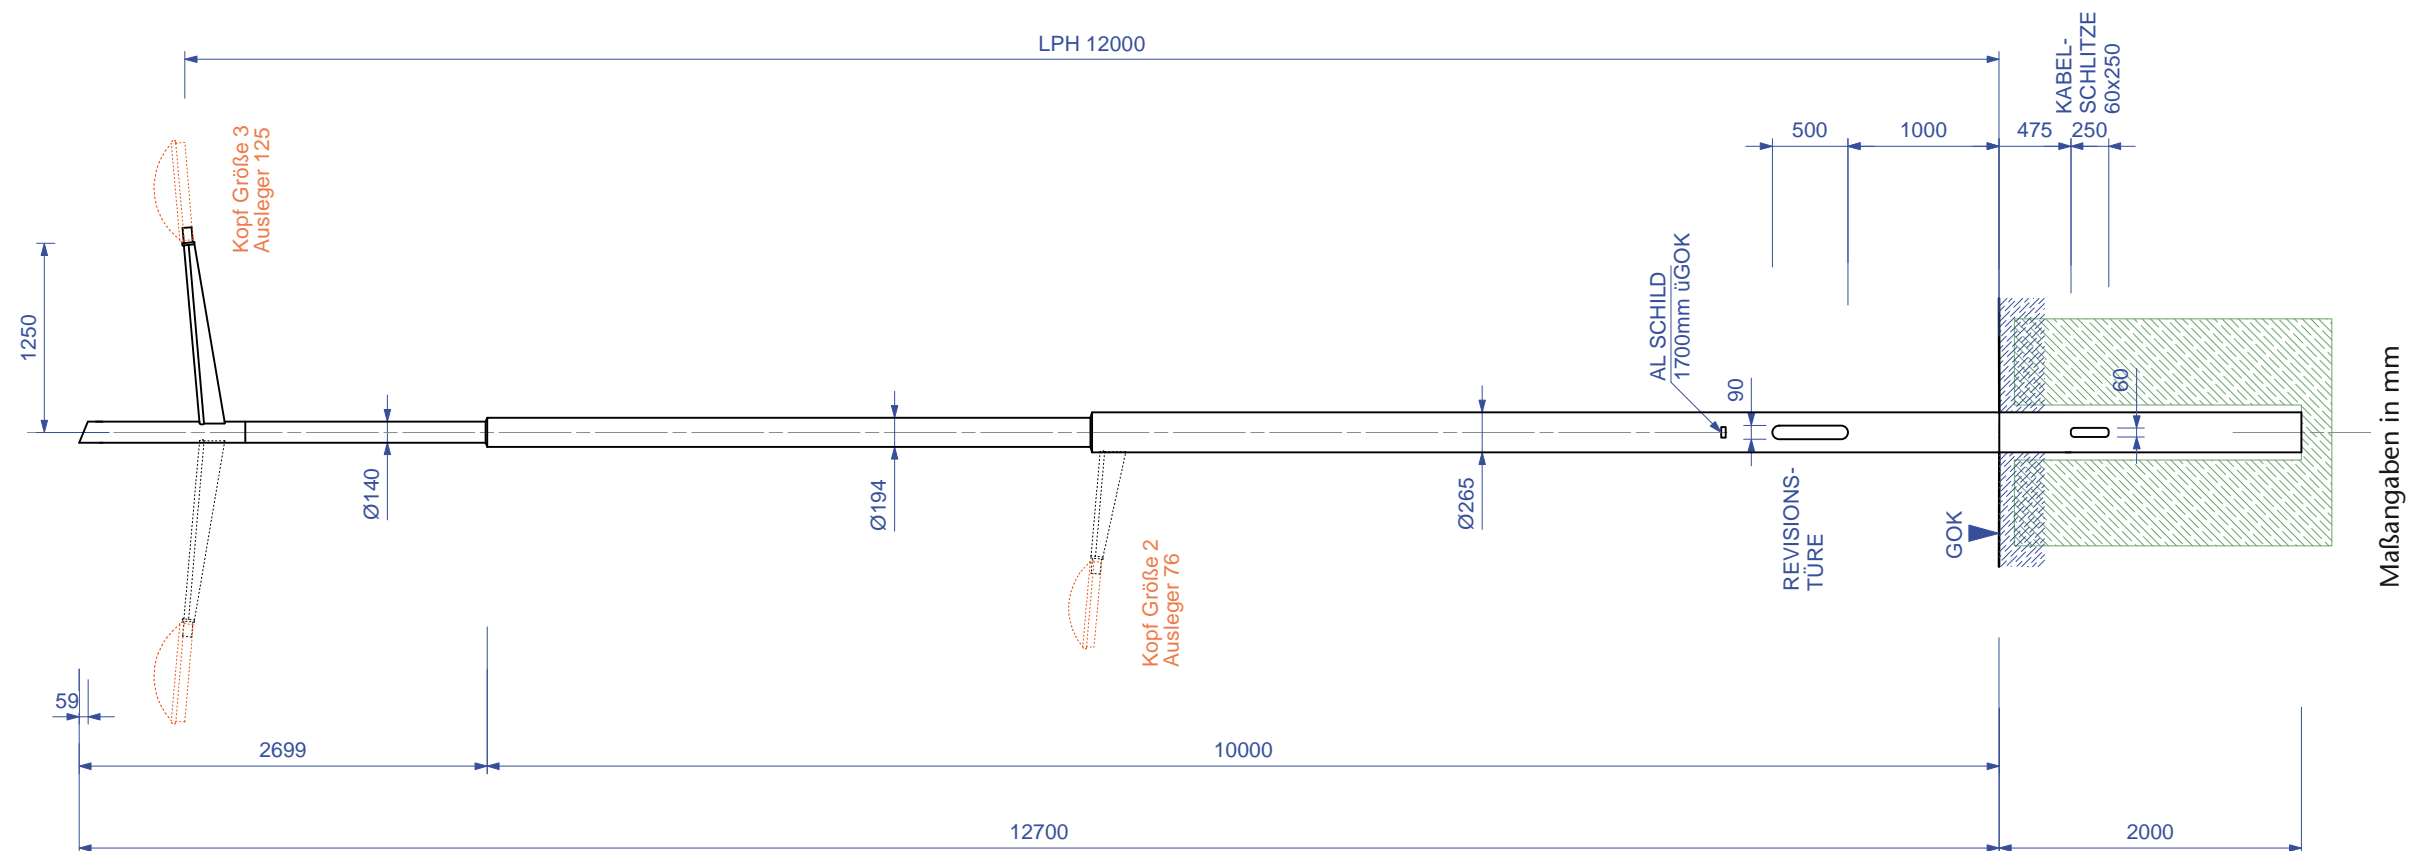 LPH 12000
KABEL-
SCHLITZE
60x250
500
1000
475
250
Kopf Größe 3
Ausleger 125
1250
AL SCHILD
1700mm üGOK
90
60
Ø140
Ø194
Ø265
REVISIONS-
TÜRE
GOK
Maßangaben in mm
Kopf Größe 2
Ausleger 76
59
2699
10000
12700
2000